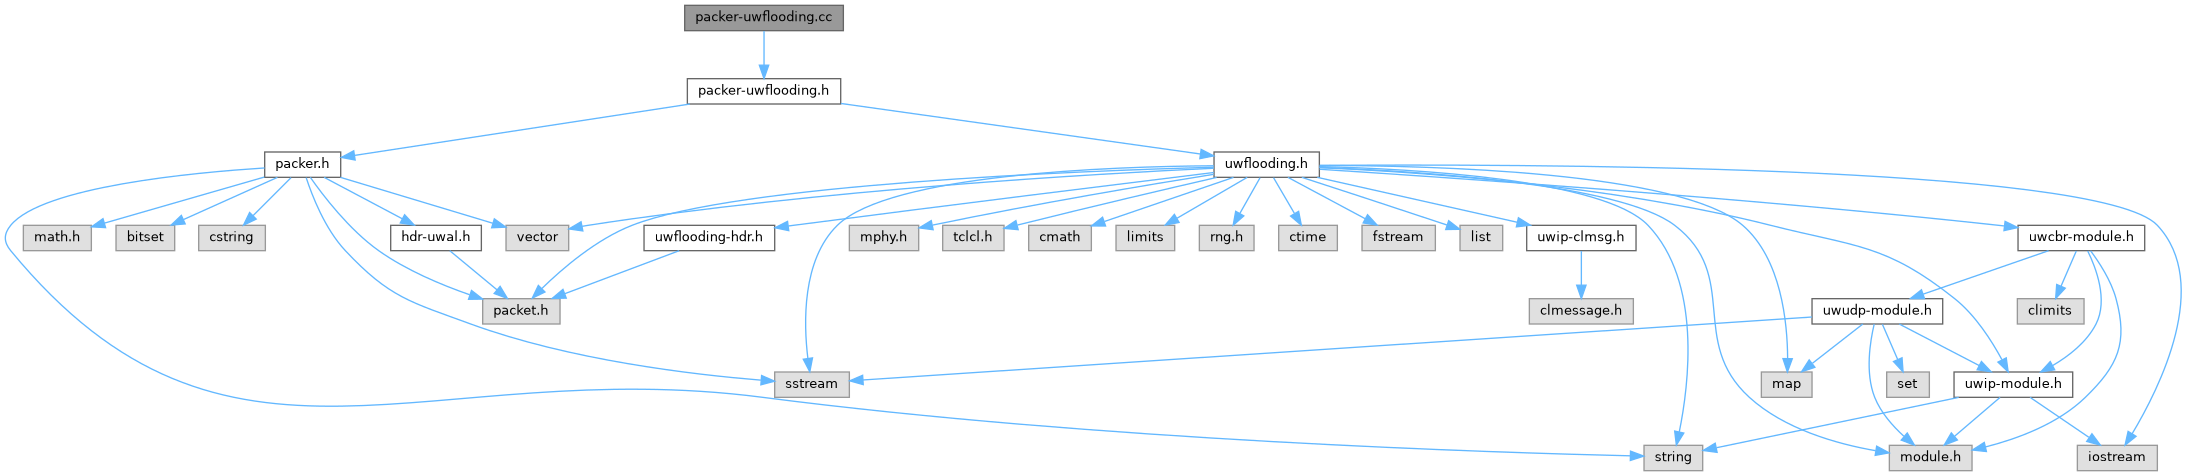 packer-uwflooding.cc
packer-uwflooding.h
packer.h
uwflooding.h
math.h
bitset
cstring
hdr-uwal.h
vector
uwflooding-hdr.h
mphy.h
tclcl.h
cmath
limits
rng.h
ctime
fstream
list
uwip-clmsg.h
uwcbr-module.h
packet.h
clmessage.h
uwudp-module.h
climits
sstream
map
set
uwip-module.h
string
module.h
iostream